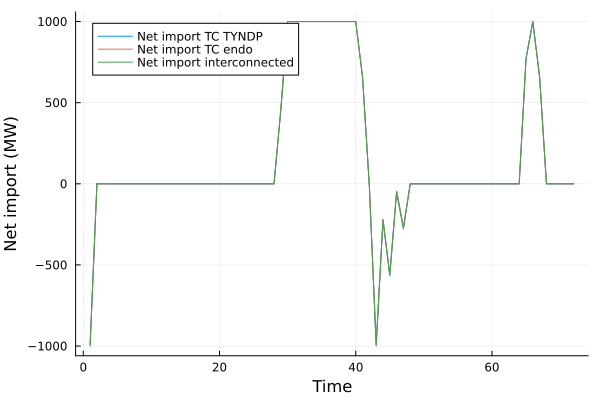 1000
500
0
−500
−1000
Net import (MW)
Net import TC TYNDP
Net import TC endo
Net import interconnected
0 20 40 60
Time